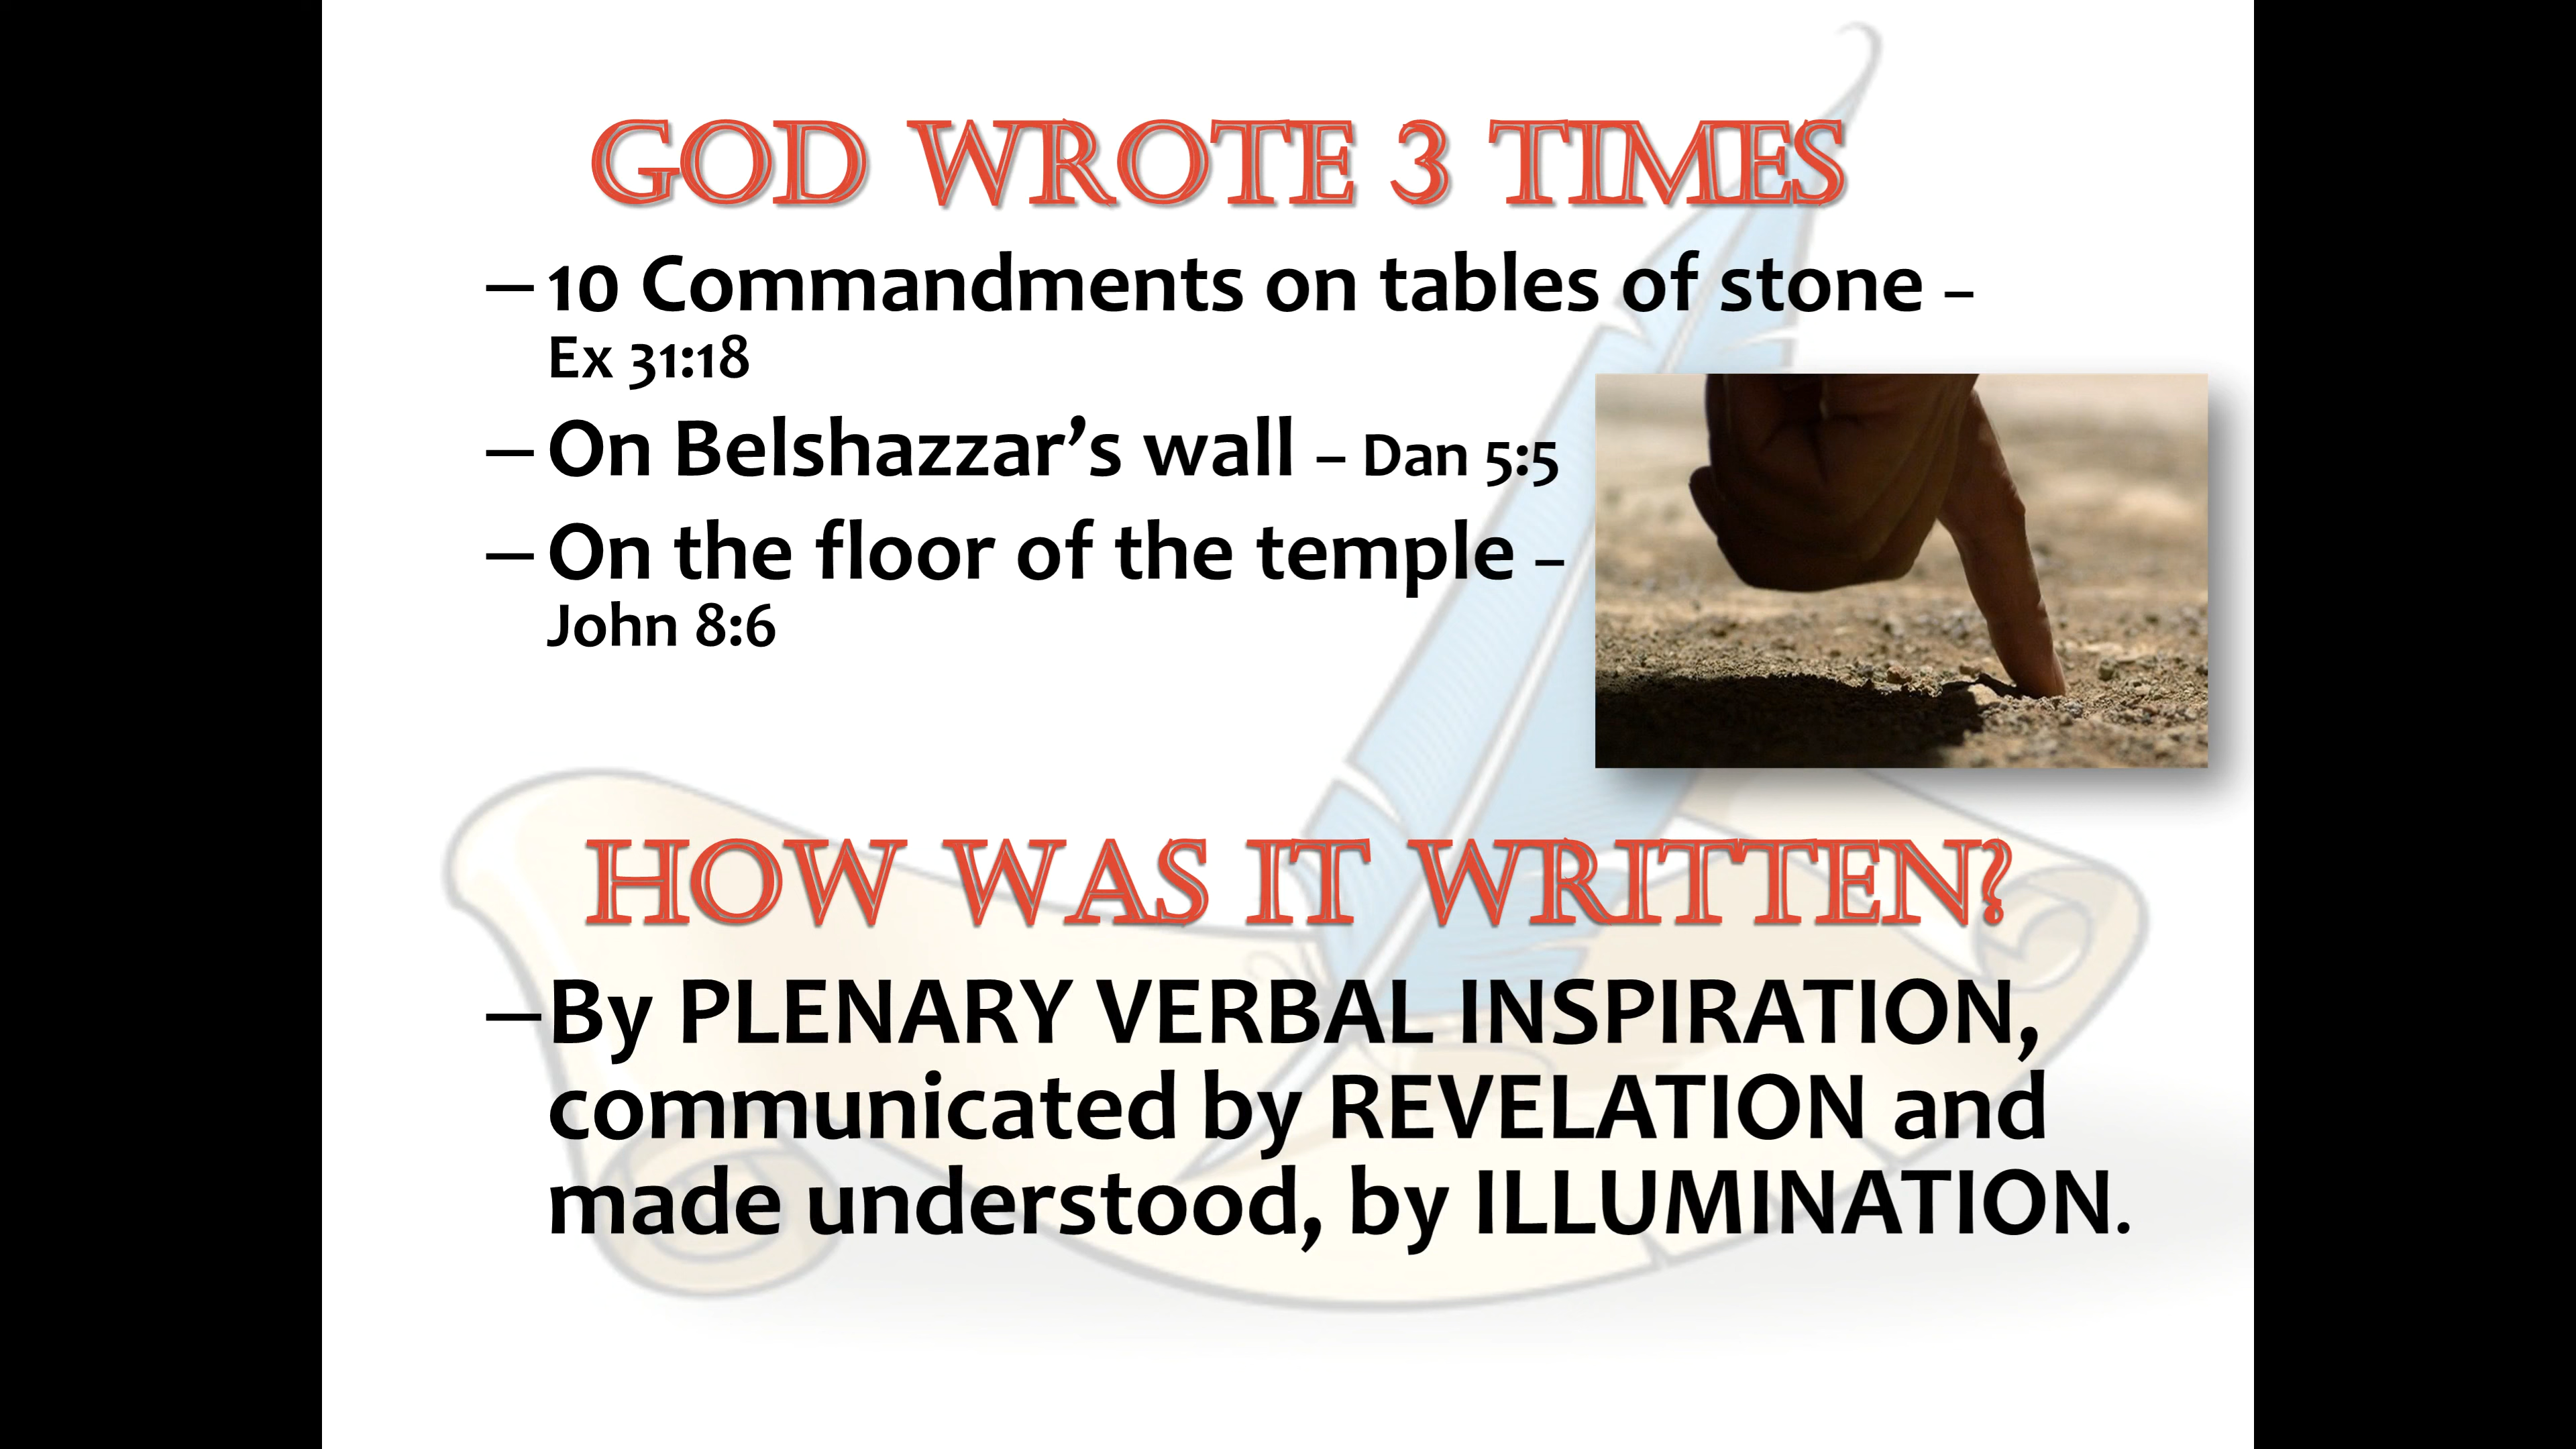 GOD WROTE 3 TIMES
– 10 Commandments on tables of stone –
Ex 31:18
– On Belshazzar’s wall – Dan 5:5
– On the floor of the temple –
John 8:6
HOW WAS IT WRITTEN?
–By PLENARY VERBAL INSPIRATION,
communicated by REVELATION and
made understood, by ILLUMINATION.